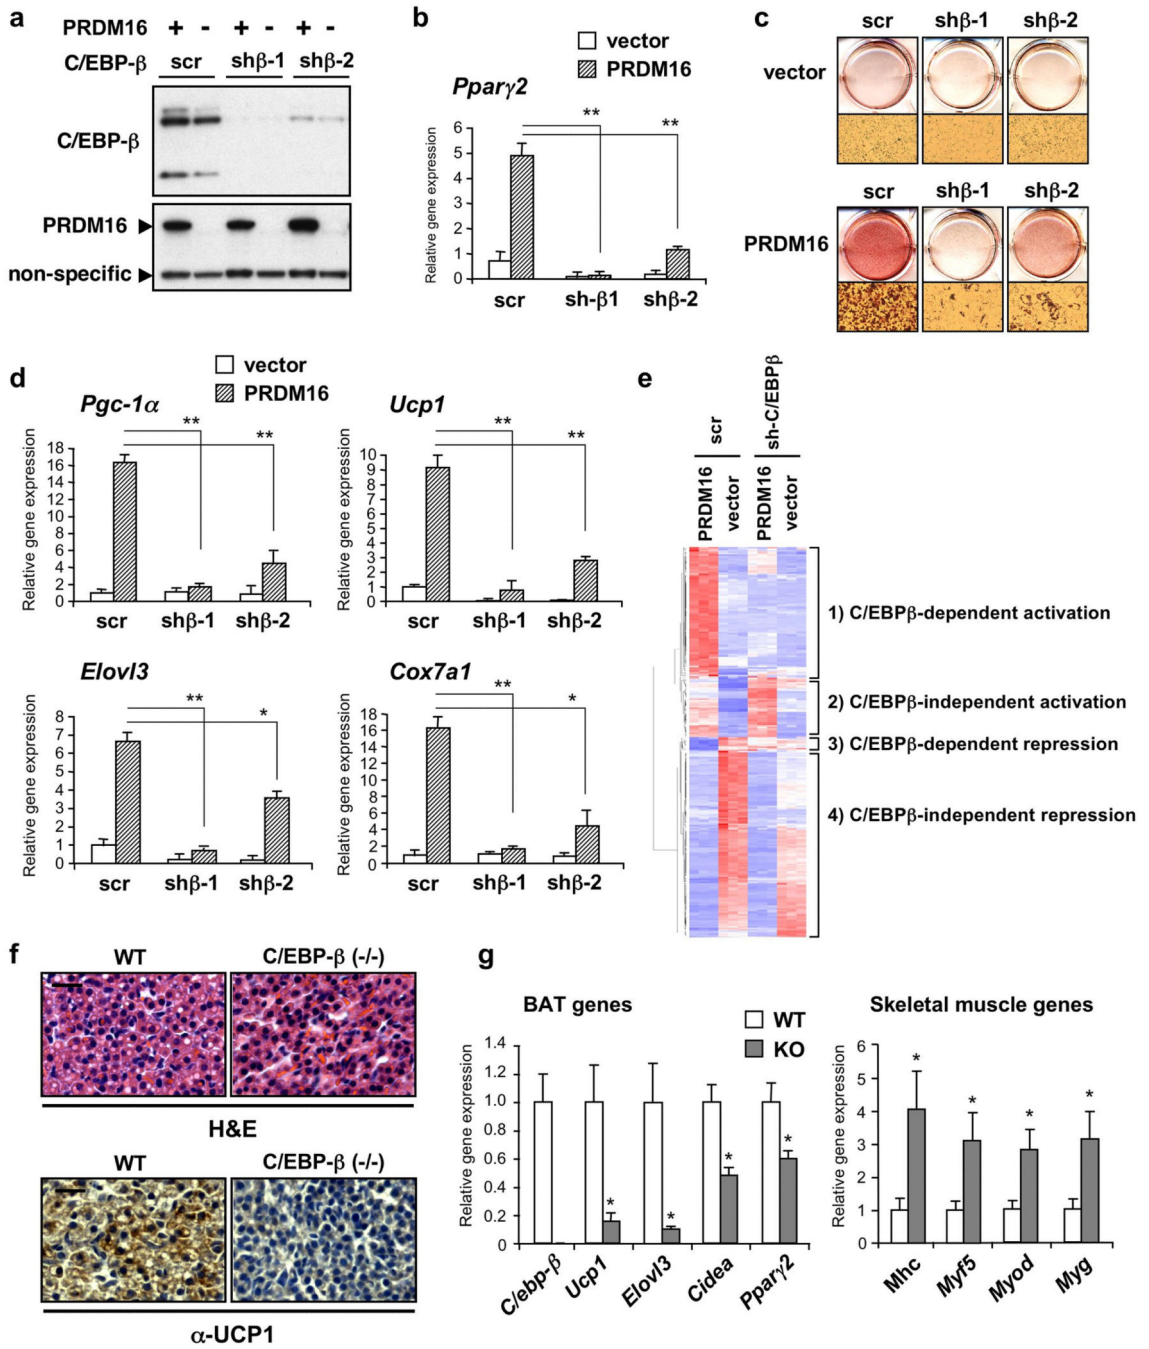 a
PRDM16 + - + - + -
C/EBP-β scr shβ-1 shβ-2
C/EBP-β
PRDM16
non-specific
b
vector
PRDM16
Pparγ2
Relative gene expression
6
5
4
3
2
1
0
**
**
scr sh-β1 shβ-2
c
scr shβ-1 shβ-2
vector
scr shβ-1 shβ-2
PRDM16
d
vector
PRDM16
Pgc-1α
Relative gene expression
18
16
14
12
10
8
6
4
2
0
**
**
scr shβ-1 shβ-2
Ucp1
Relative gene expression
10
9
8
7
6
5
4
3
2
1
0
**
**
scr shβ-1 shβ-2
Elovl3
Relative gene expression
8
7
6
5
4
3
2
1
0
**
*
scr shβ-1 shβ-2
Cox7a1
Relative gene expression
18
16
14
12
10
8
6
4
2
0
**
*
scr shβ-1 shβ-2
e
scr sh-C/EBPβ
PRDM16 vector PRDM16 vector
1) C/EBPβ-dependent activation
2) C/EBPβ-independent activation
3) C/EBPβ-dependent repression
4) C/EBPβ-independent repression
f
WT C/EBP-β (-/-)
H&E
WT C/EBP-β (-/-)
α-UCP1
g
BAT genes
WT
KO
Relative gene expression
1.4
1.2
1.0
0.8
0.6
0.4
0.2
0
* * * *
C/ebp-β Ucp1 Elovl3 Cidea Pparγ2
Skeletal muscle genes
Relative gene expression
6
5
4
3
2
1
0
* * * *
Mhc Myf5 Myod Myg